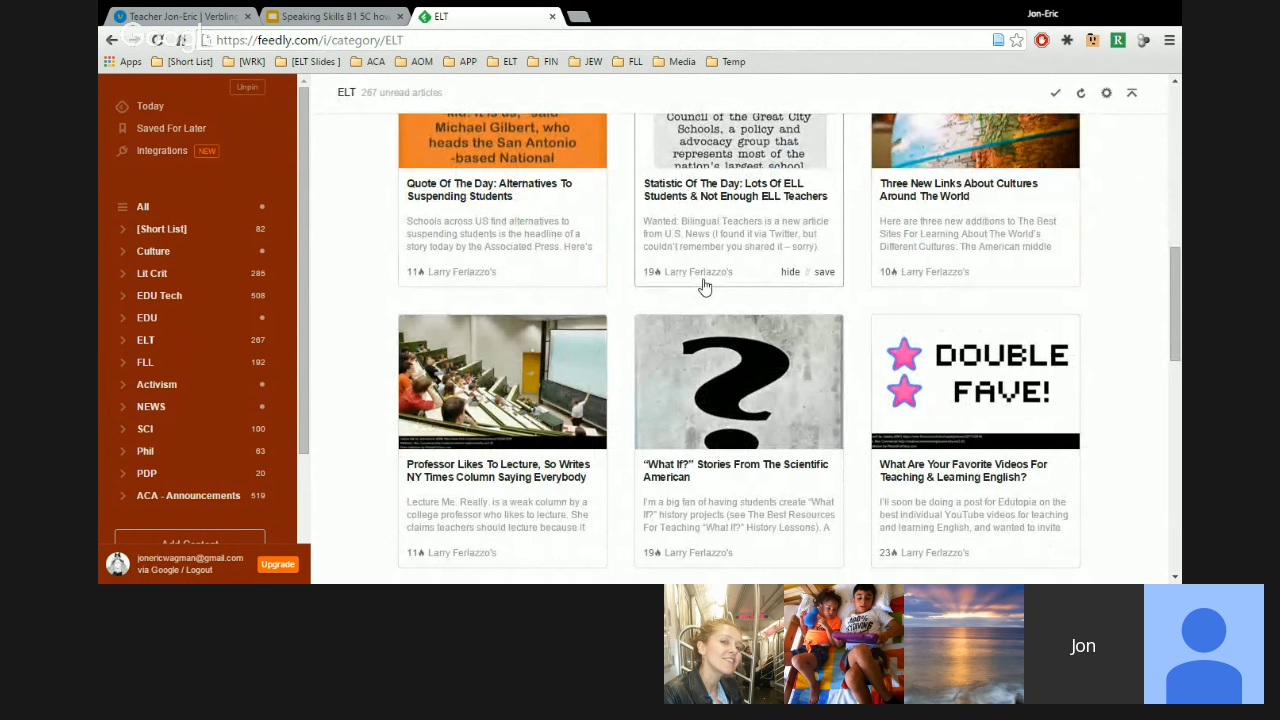 Jon-Eric
Teacher Jon-Eric | Verbling
Speaking Skills B1 5C how
ELT
https://feedly.com/i/category/ELT
Apps [Short List] [WRK] [ELT Slides ] ACA AOM APP ELT FIN JEW FLL Media Temp
Unpin
Today
Saved For Later
Integrations NEW
All
[Short List] 82
Culture
Lit Crit 285
EDU Tech 508
EDU
ELT 267
FLL 192
Activism
NEWS
SCI 100
Phil 63
PDP 20
ACA - Announcements 519
Add Content
jonericwagman@gmail.com
via Google / Logout
Upgrade
ELT 267 unread articles
kid. It is us," said
Michael Gilbert, who
heads the San Antonio
-based National
Quote Of The Day: Alternatives To
Suspending Students
Schools across US find alternatives to
suspending students is the headline of a
story today by the Associated Press. Here's
11 Larry Ferlazzo's
Council of the Great City
Schools, a policy and
advocacy group that
represents most of the
nation's largest school
Statistic Of The Day: Lots Of ELL
Students & Not Enough ELL Teachers
Wanted: Bilingual Teachers is a new article
from U.S. News (I found it via Twitter, but
couldn't remember you shared it – sorry).
19 Larry Ferlazzo's hide // save
Three New Links About Cultures
Around The World
Here are three new additions to The Best
Sites For Learning About The World's
Different Cultures: The American middle
10 Larry Ferlazzo's
Professor Likes To Lecture, So Writes
NY Times Column Saying Everybody
Lecture Me. Really. is a weak column by a
college professor who likes to lecture. She
claims teachers should lecture because it
11 Larry Ferlazzo's
?
“What If?” Stories From The Scientific
American
I'm a big fan of having students create “What
If?” history projects (see The Best Resources
For Teaching “What If?” History Lessons). A
19 Larry Ferlazzo's
DOUBLE
FAVE!
What Are Your Favorite Videos For
Teaching & Learning English?
I'll soon be doing a post for Edutopia on the
best individual YouTube videos for teaching
and learning English, and wanted to invite
23 Larry Ferlazzo's
Jon